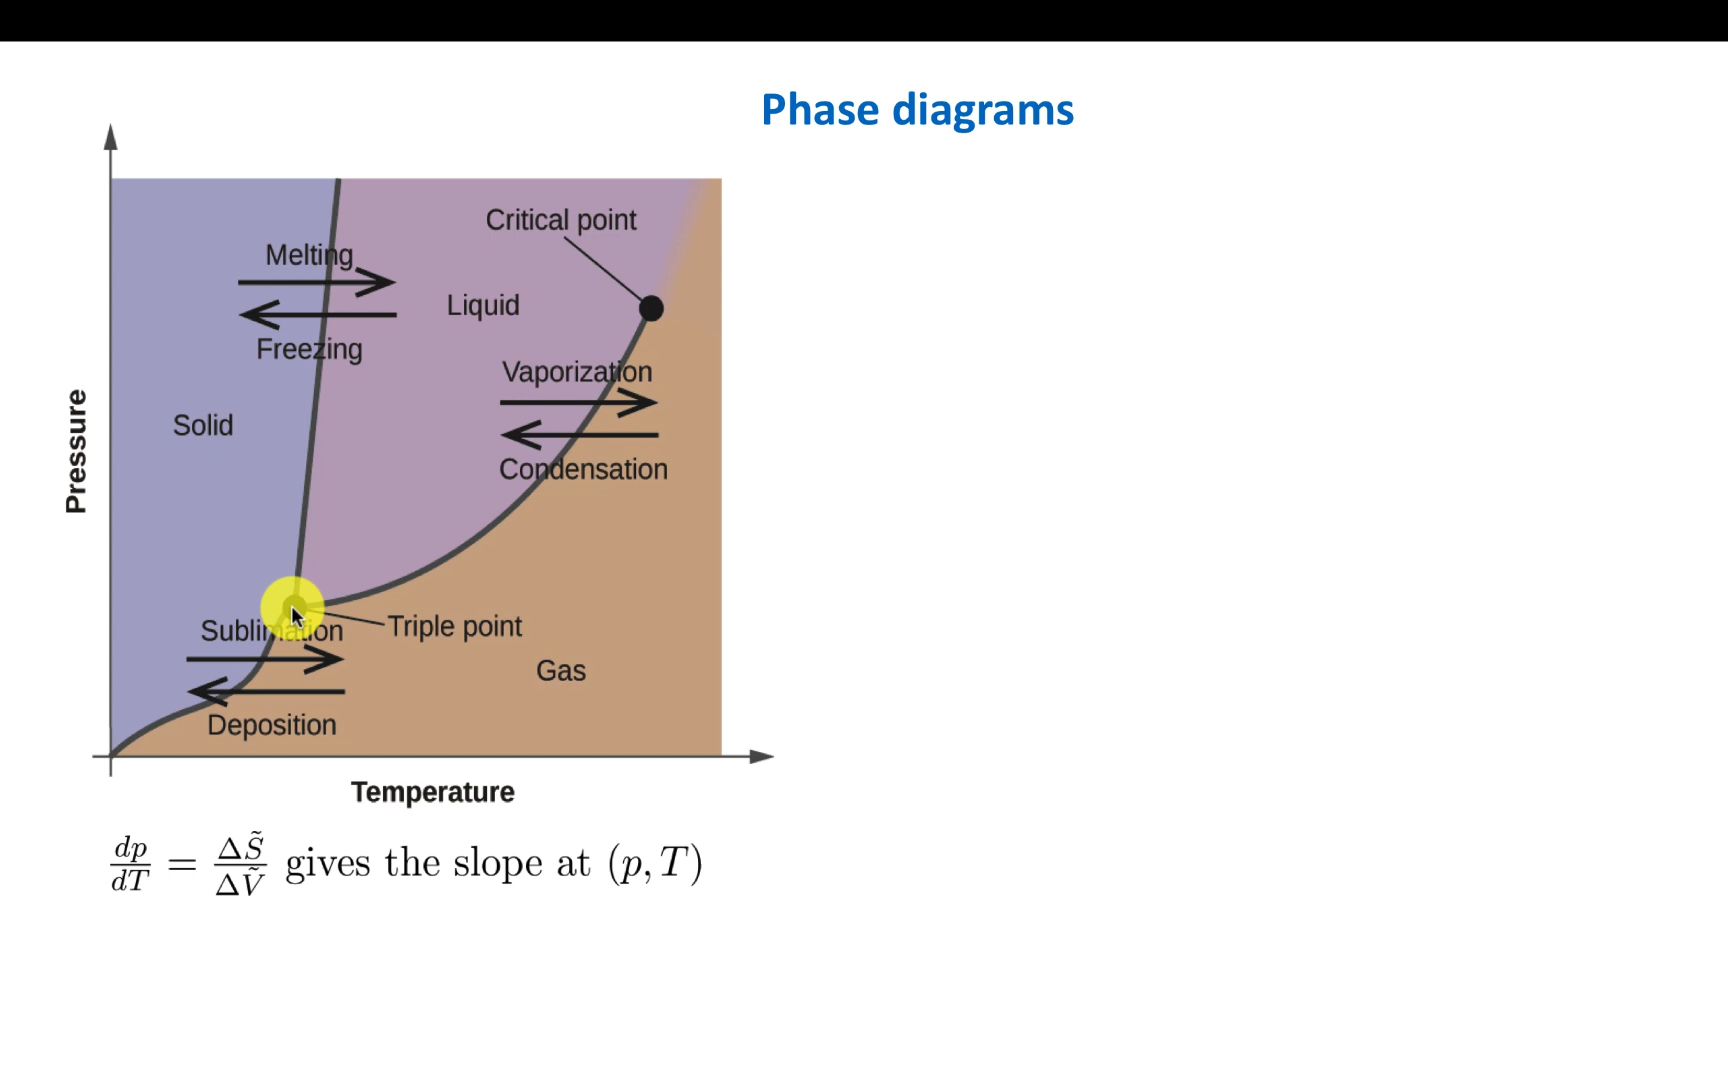 Phase diagrams
Critical point
Melting
Liquid
Freezing
Vaporization
Solid
Condensation
Pressure
Sublimation
Triple point
Gas
Deposition
Temperature
dp/dT = ΔS̃/ΔṼ gives the slope at (p, T)